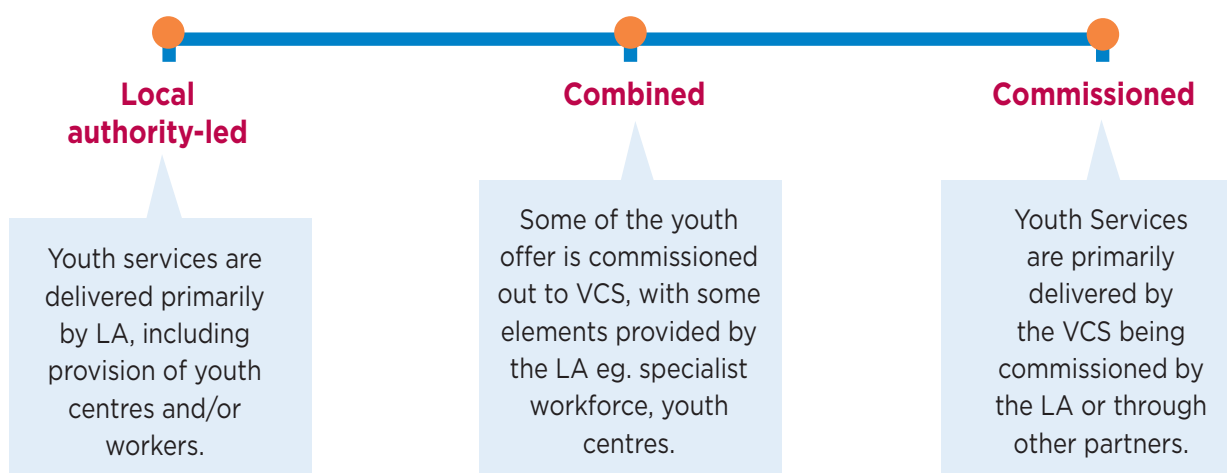 Local
authority-led
Combined
Commissioned
Youth services are
delivered primarily
by LA, including
provision of youth
centres and/or
workers.
Some of the youth
offer is commissioned
out to VCS, with some
elements provided by
the LA eg. specialist
workforce, youth
centres.
Youth Services
are primarily
delivered by
the VCS being
commissioned by
the LA or through
other partners.